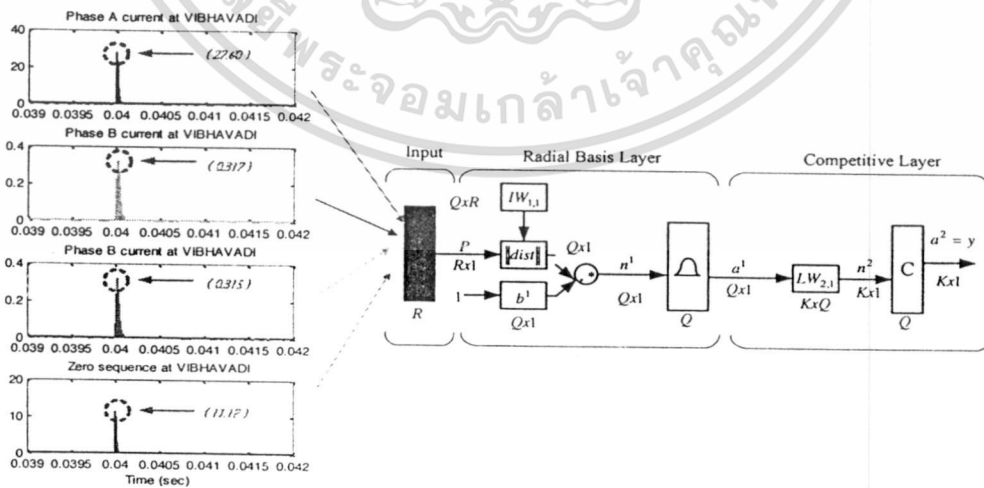 พระจอมเกล้าเจ้าคุณ
Phase A current at VIBHAVADI
40
20
0
(27.60)
0.039 0.0395 0.04 0.0405 0.041 0.0415 0.042
Phase B current at VIBHAVADI
0.4
0.2
0
(0.317)
0.039 0.0395 0.04 0.0405 0.041 0.0415 0.042
Phase B current at VIBHAVADI
0.4
0.2
0
(0.315)
0.039 0.0395 0.04 0.0405 0.041 0.0415 0.042
Zero sequence at VIBHAVADI
20
10
0
(11.12)
0.039 0.0395 0.04 0.0405 0.041 0.0415 0.042
Time (sec)
Input
Radial Basis Layer
Competitive Layer
QxR
IW1,1
P
Rx1
dist
Qx1
1
b¹
Qx1
n¹
Qx1
a¹
Qx1
LW2,1
KxQ
n²
Kx1
C
a² = y
Kx1
R
Q
Q